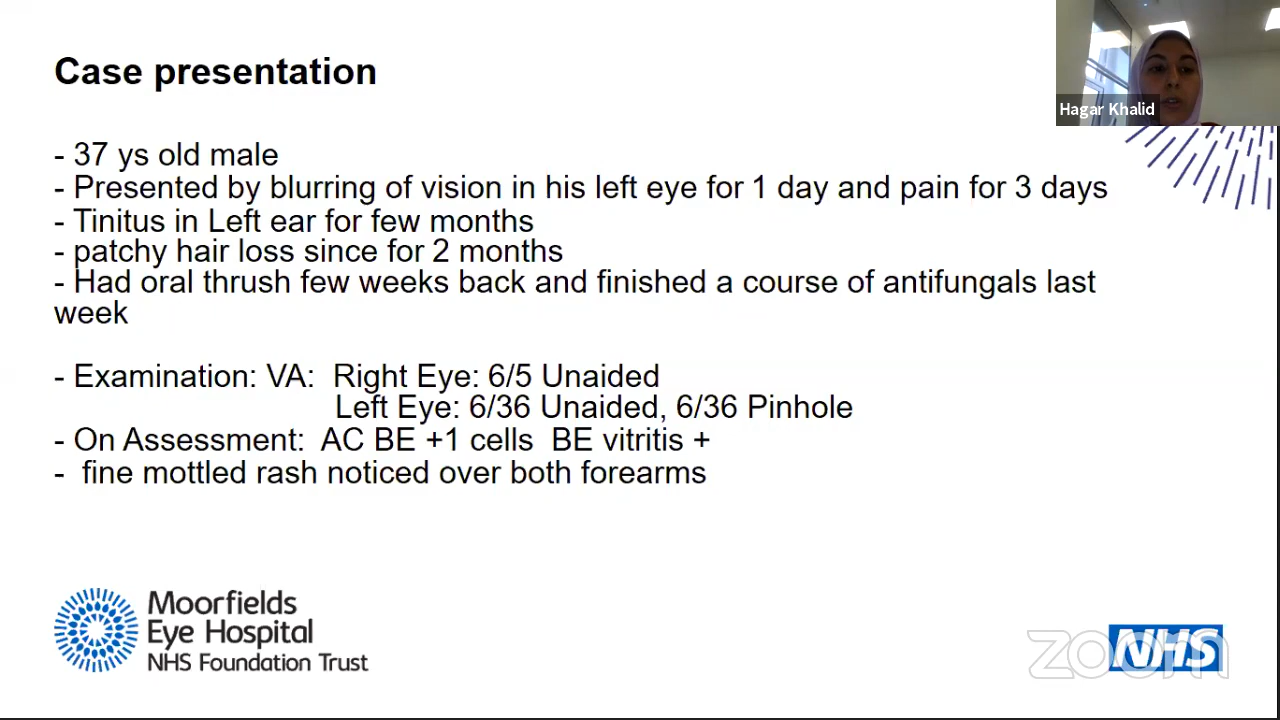 Case presentation
Hagar Khalid
- 37 ys old male
- Presented by blurring of vision in his left eye for 1 day and pain for 3 days
- Tinitus in Left ear for few months
- patchy hair loss since for 2 months
- Had oral thrush few weeks back and finished a course of antifungals last
week
- Examination: VA: Right Eye: 6/5 Unaided
Left Eye: 6/36 Unaided, 6/36 Pinhole
- On Assessment: AC BE +1 cells BE vitritis +
- fine mottled rash noticed over both forearms
Moorfields
Eye Hospital
NHS Foundation Trust
zoom
NHS